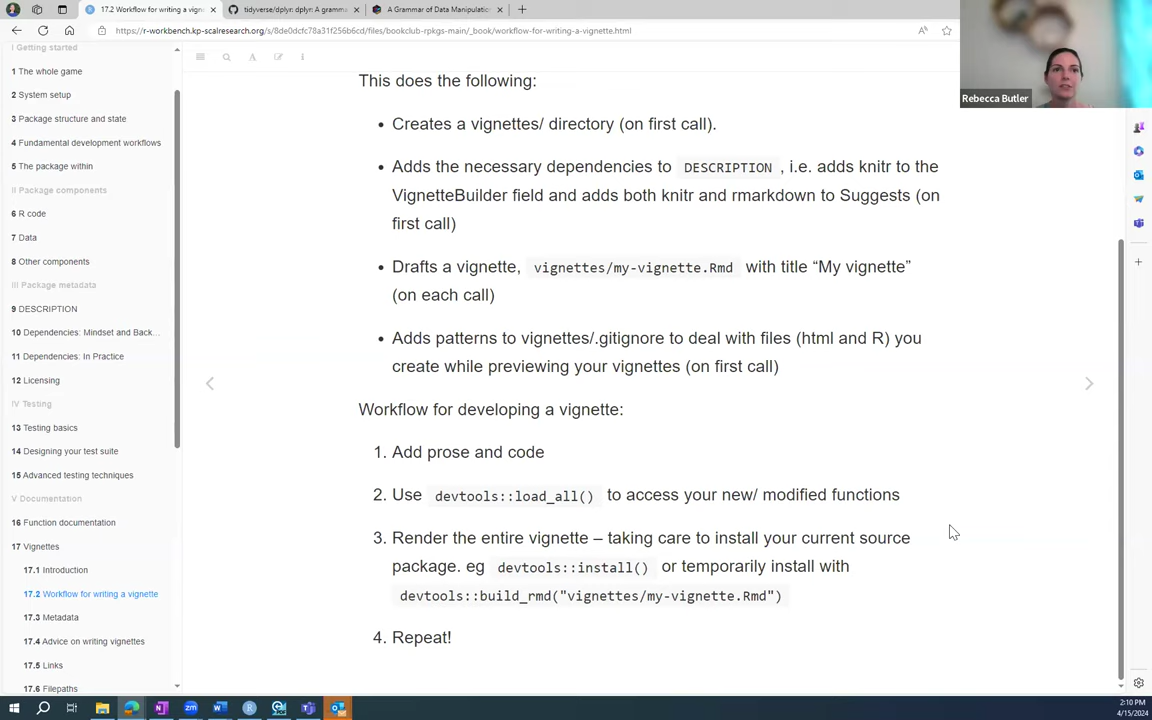 17.2 Workflow for writing a vign
tidyverse/dplyr: dplyr: A gramma
A Grammar of Data Manipulation
https://r-workbench.kp-scalresearch.org/s/8de0dcfc78a31f256b6cd/files/bookclub-rpkgs-main/_book/workflow-for-writing-a-vignette.html
Rebecca Butler
I Getting started
1 The whole game
2 System setup
3 Package structure and state
4 Fundamental development workflows
5 The package within
II Package components
6 R code
7 Data
8 Other components
III Package metadata
9 DESCRIPTION
10 Dependencies: Mindset and Back...
11 Dependencies: In Practice
12 Licensing
IV Testing
13 Testing basics
14 Designing your test suite
15 Advanced testing techniques
V Documentation
16 Function documentation
17 Vignettes
17.1 Introduction
17.2 Workflow for writing a vignette
17.3 Metadata
17.4 Advice on writing vignettes
17.5 Links
17.6 Filepaths
This does the following:
• Creates a vignettes/ directory (on first call).
• Adds the necessary dependencies to DESCRIPTION , i.e. adds knitr to the
VignetteBuilder field and adds both knitr and rmarkdown to Suggests (on
first call)
• Drafts a vignette, vignettes/my-vignette.Rmd with title “My vignette”
(on each call)
• Adds patterns to vignettes/.gitignore to deal with files (html and R) you
create while previewing your vignettes (on first call)
Workflow for developing a vignette:
1. Add prose and code
2. Use devtools::load_all() to access your new/ modified functions
3. Render the entire vignette – taking care to install your current source
package. eg devtools::install() or temporarily install with
devtools::build_rmd("vignettes/my-vignette.Rmd")
4. Repeat!
2:10 PM
4/15/2024